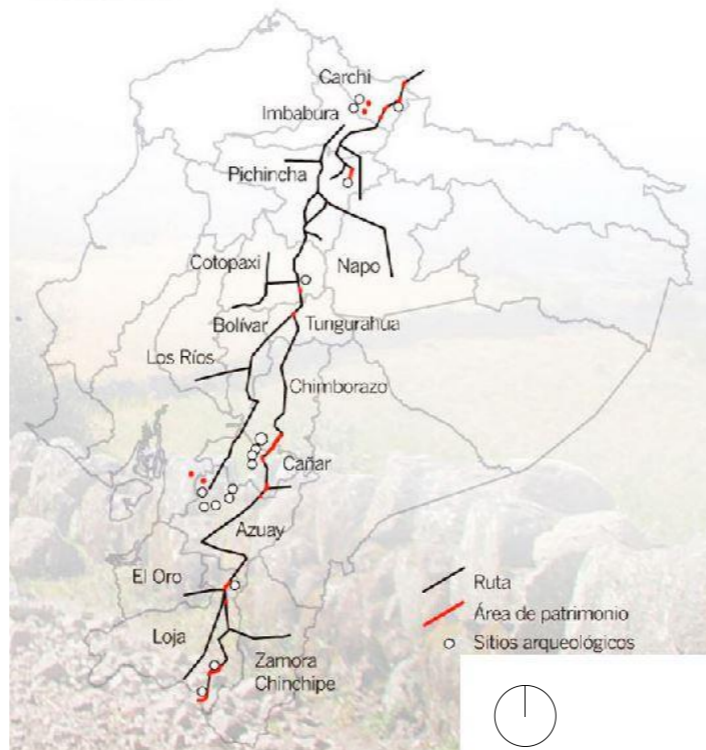 Carchi
Imbabura
Pichincha
Cotopaxi
Napo
Bolívar
Tungurahua
Los Ríos
Chimborazo
Cañar
Azuay
El Oro
Loja
Zamora
Chinchipe
Ruta
Área de patrimonio
Sitios arqueológicos